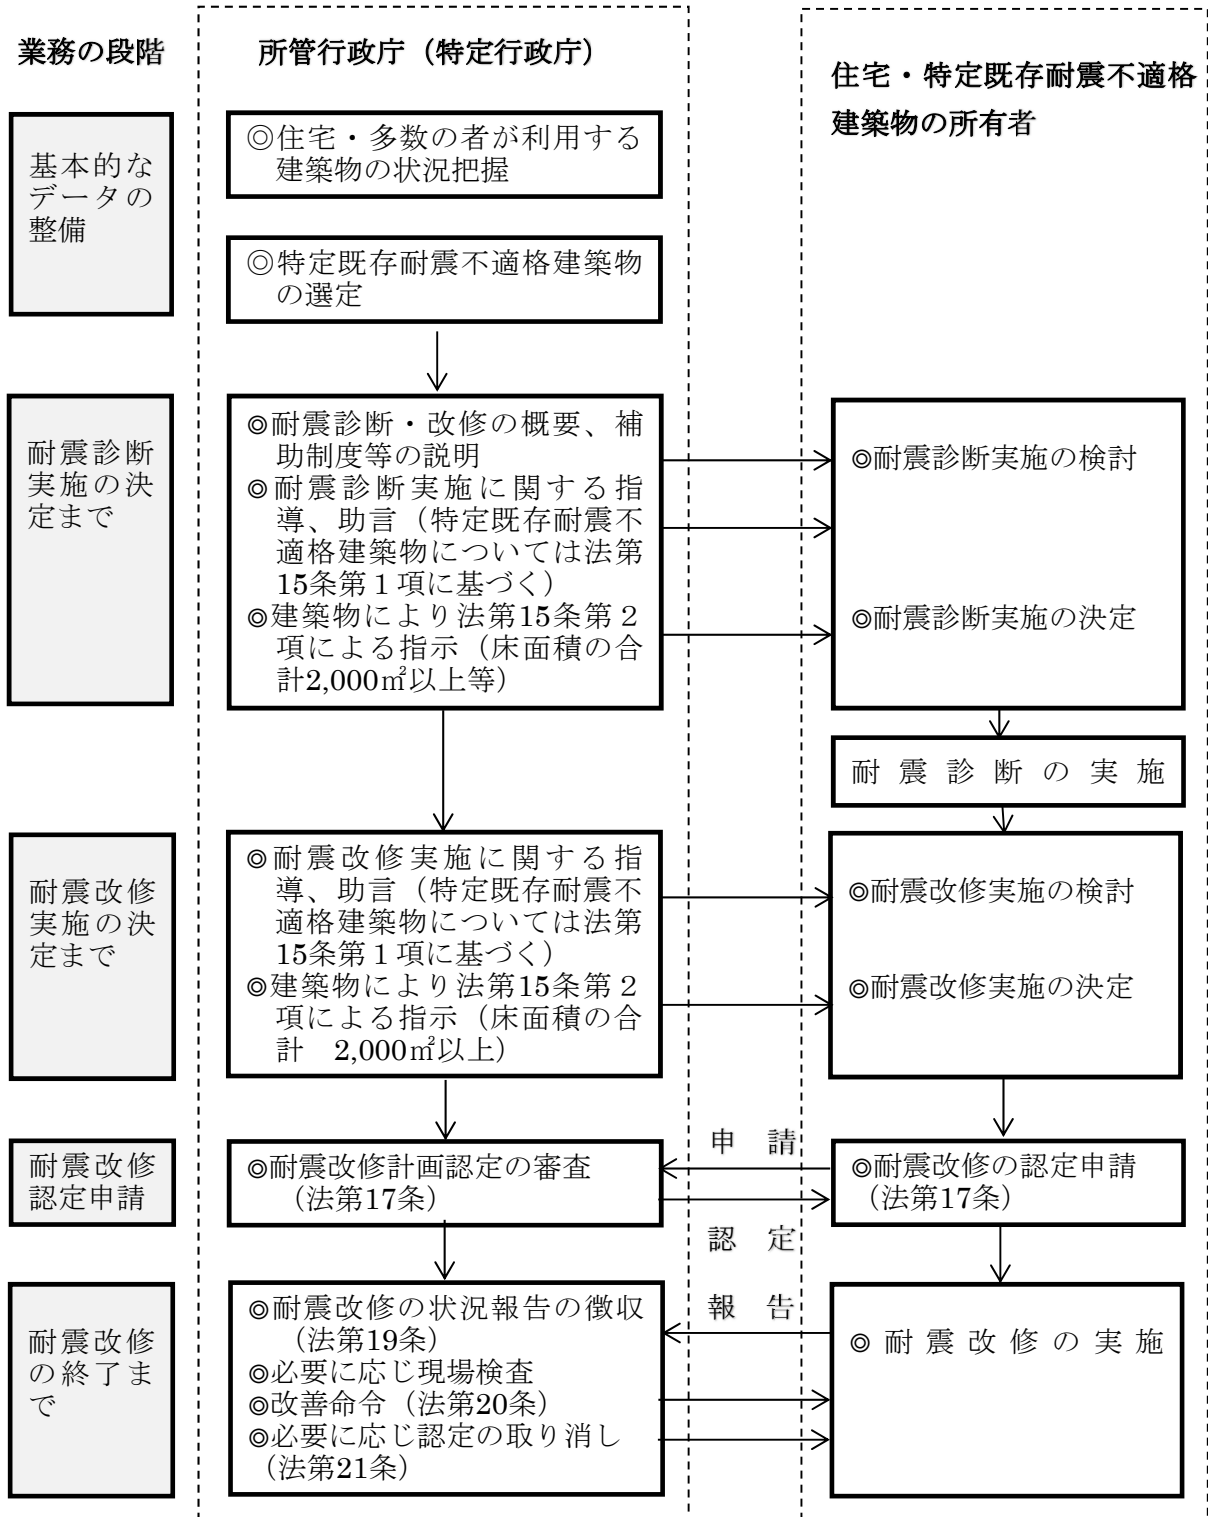 業務の段階
所管行政庁（特定行政庁）
住宅・特定既存耐震不適格
建築物の所有者
基本的な
データの
整備
◎住宅・多数の者が利用する
建築物の状況把握
◎特定既存耐震不適格建築物
の選定
耐震診断
実施の決
定まで
◎耐震診断・改修の概要、補
助制度等の説明
◎耐震診断実施に関する指
導、助言（特定既存耐震不
適格建築物については法第
15条第１項に基づく）
◎建築物により法第15条第２
項による指示（床面積の合
計2,000㎡以上等）
◎耐震診断実施の検討
◎耐震診断実施の決定
耐震診断の実施
耐震改修
実施の決
定まで
◎耐震改修実施に関する指
導、助言（特定既存耐震不
適格建築物については法第
15条第１項に基づく）
◎建築物により法第15条第２
項による指示（床面積の合
計　2,000㎡以上）
◎耐震改修実施の検討
◎耐震改修実施の決定
耐震改修
認定申請
◎耐震改修計画認定の審査
（法第17条）
申　請
認　定
◎耐震改修の認定申請
（法第17条）
耐震改修
の終了ま
で
◎耐震改修の状況報告の徴収
（法第19条）
◎必要に応じ現場検査
◎改善命令（法第20条）
◎必要に応じ認定の取り消し
（法第21条）
報　告
◎耐震改修の実施